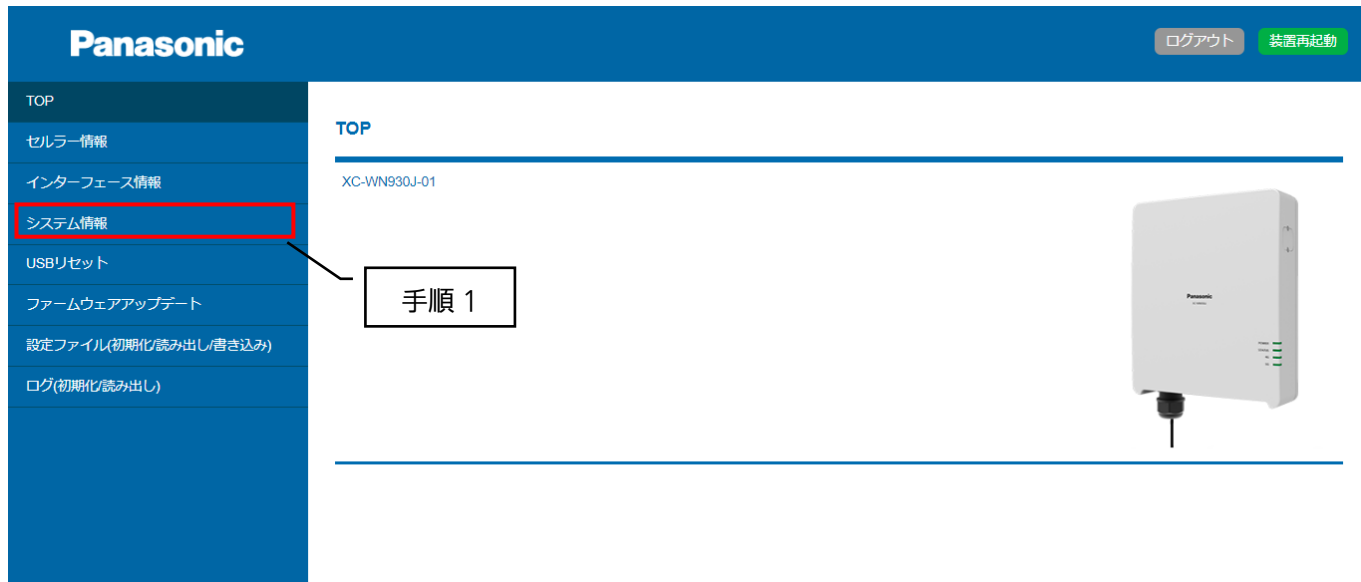 Panasonic
ログアウト
装置再起動
TOP
セルラー情報
インターフェース情報
システム情報
USBリセット
ファームウェアアップデート
設定ファイル(初期化/読み出し/書き込み)
ログ(初期化/読み出し)
TOP
XC-WN930J-01
手順 1
Panasonic